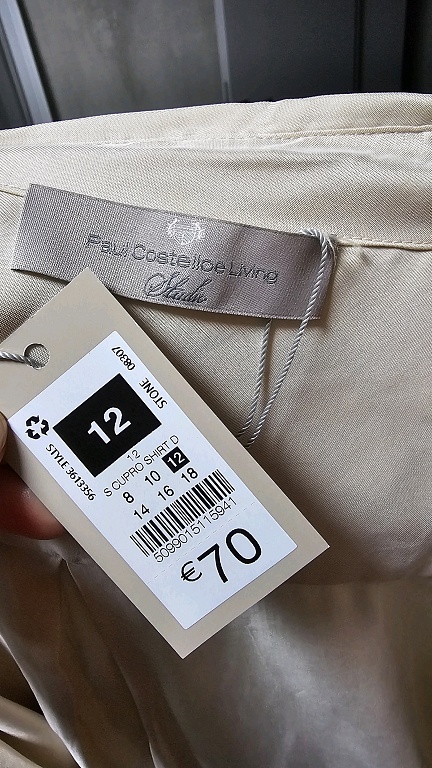 Paul Costelloe Living
Studio
08307
STONE
12
STYLE 3613356
12
S CUPRO SHIRT D
8 10 12
14 16 18
5099015115941
€70